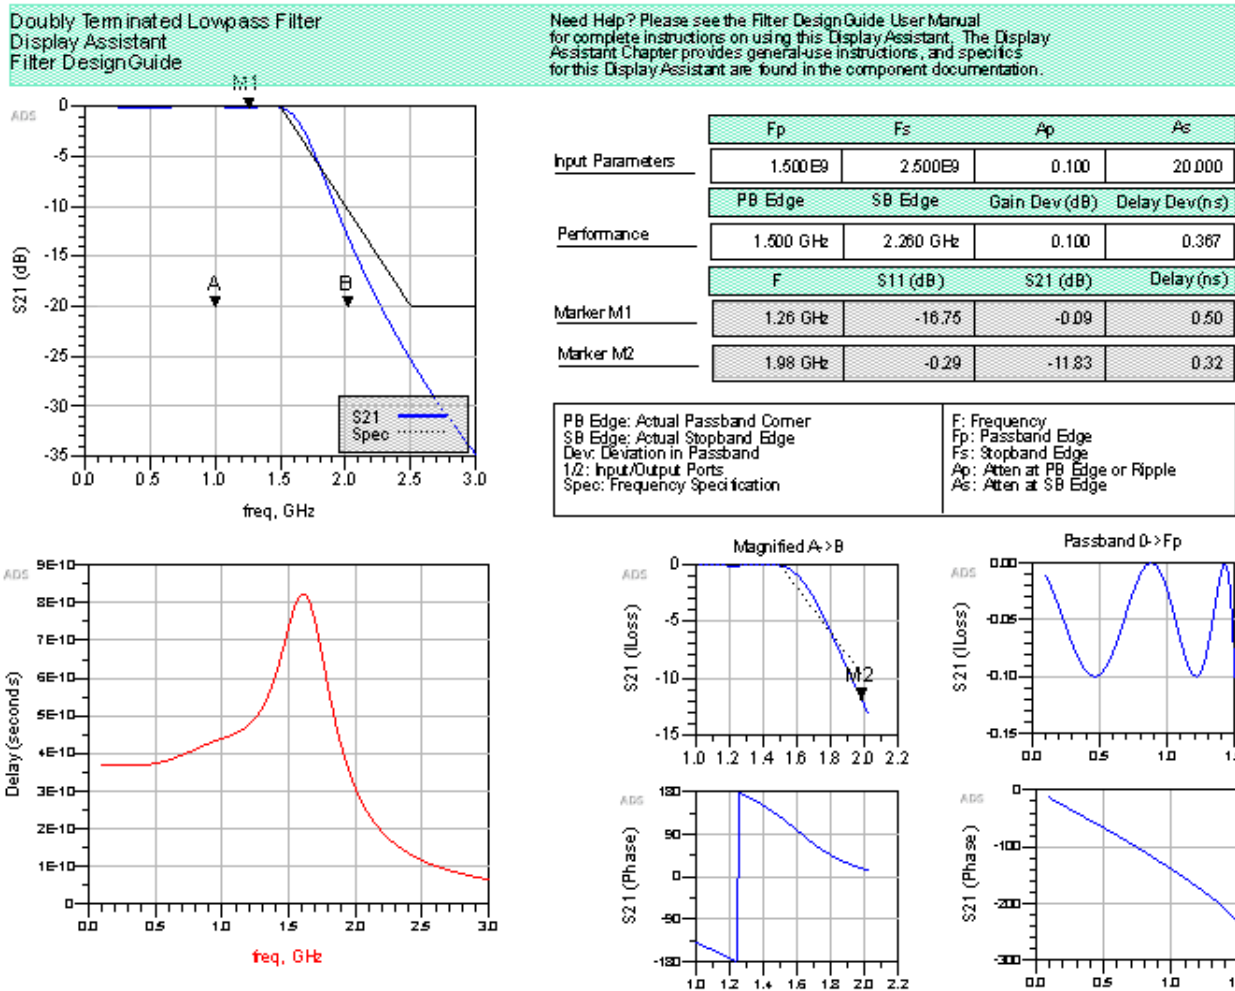 Doubly Terminated Lowpass Filter
Display Assistant
Filter DesignGuide
Need Help? Please see the Filter DesignGuide User Manual
for complete instructions on using this Display Assistant. The Display
Assistant Chapter provides general-use instructions, and specifics
for this Display Assistant are found in the component documentation.
M1
ADS
0
-5
-10
-15
-20
-25
-30
-35
S21 (dB)
A
B
S21
Spec
0.0 0.5 1.0 1.5 2.0 2.5 3.0
freq, GHz
Fp Fs Ap As
Input Parameters 1.500E9 2.500E9 0.100 20.000
PB Edge SB Edge Gain Dev (dB) Delay Dev(ns)
Performance 1.500 GHz 2.260 GHz 0.100 0.367
F S11 (dB) S21 (dB) Delay (ns)
Marker M1 1.26 GHz -16.75 -0.09 0.50
Marker M2 1.98 GHz -0.29 -11.83 0.32
PB Edge: Actual Passband Corner
SB Edge: Actual Stopband Edge
Dev: Deviation in Passband
1/2: Input/Output Ports
Spec: Frequency Specification
F: Frequency
Fp: Passband Edge
Fs: Stopband Edge
Ap: Atten at PB Edge or Ripple
As: Atten at SB Edge
ADS
9E-10
8E-10
7E-10
6E-10
5E-10
4E-10
3E-10
2E-10
1E-10
0
Delay (seconds)
0.0 0.5 1.0 1.5 2.0 2.5 3.0
freq, GHz
Magnified A->B
ADS
0
-5
-10
-15
S21 (ILoss)
M2
1.0 1.2 1.4 1.6 1.8 2.0 2.2
Passband 0->Fp
ADS
0.00
-0.05
-0.10
-0.15
S21 (ILoss)
0.0 0.5 1.0
ADS
180
90
0
-90
-180
S21 (Phase)
1.0 1.2 1.4 1.6 1.8 2.0 2.2
ADS
0
-100
-200
-300
S21 (Phase)
0.0 0.5 1.0